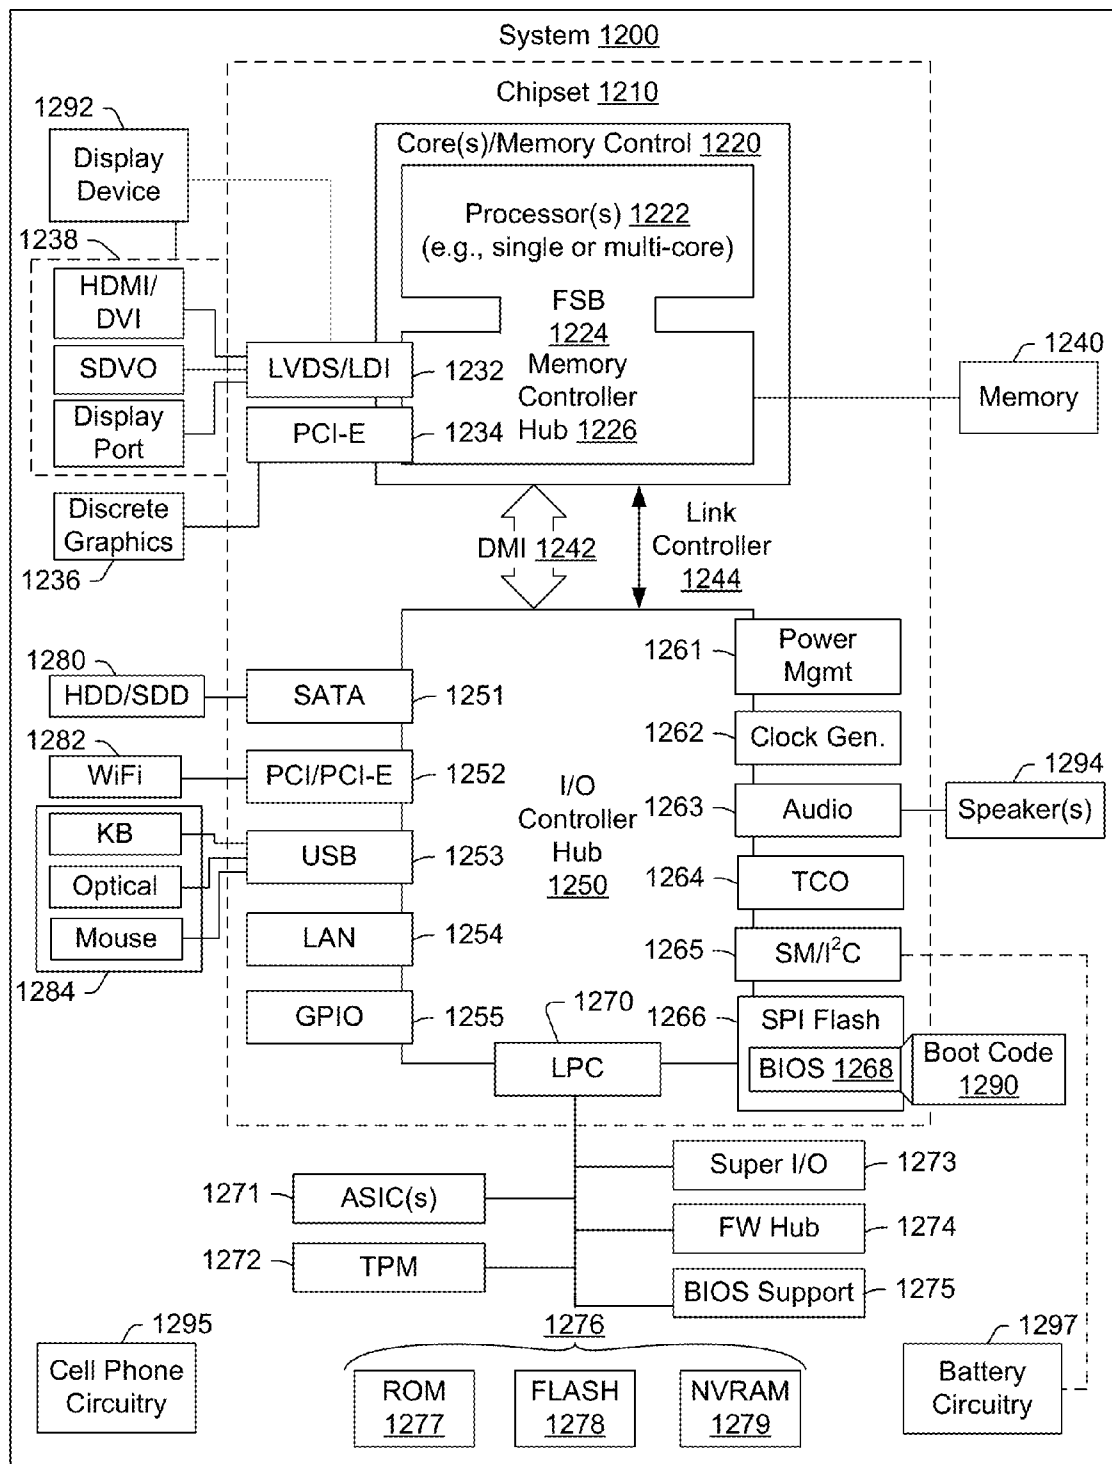 System 1200
Chipset 1210
1292
Display
Device
1238
HDMI/
DVI
SDVO
Display
Port
Discrete
Graphics
1236
Core(s)/Memory Control 1220
Processor(s) 1222
(e.g., single or multi-core)
FSB
1224
Memory
Controller
Hub 1226
LVDS/LDI
1232
PCI-E
1234
1240
Memory
DMI 1242
Link
Controller
1244
1280
HDD/SDD
1282
WiFi
KB
Optical
Mouse
1284
SATA
1251
PCI/PCI-E
1252
USB
1253
LAN
1254
GPIO
1255
I/O
Controller
Hub
1250
1261
Power
Mgmt
1262
Clock Gen.
1263
Audio
1294
Speaker(s)
1264
TCO
1265
SM/I²C
1266
SPI Flash
BIOS 1268
Boot Code
1290
1270
LPC
1271
ASIC(s)
1272
TPM
Super I/O
1273
FW Hub
1274
BIOS Support
1275
1295
Cell Phone
Circuitry
1276
ROM
1277
FLASH
1278
NVRAM
1279
1297
Battery
Circuitry